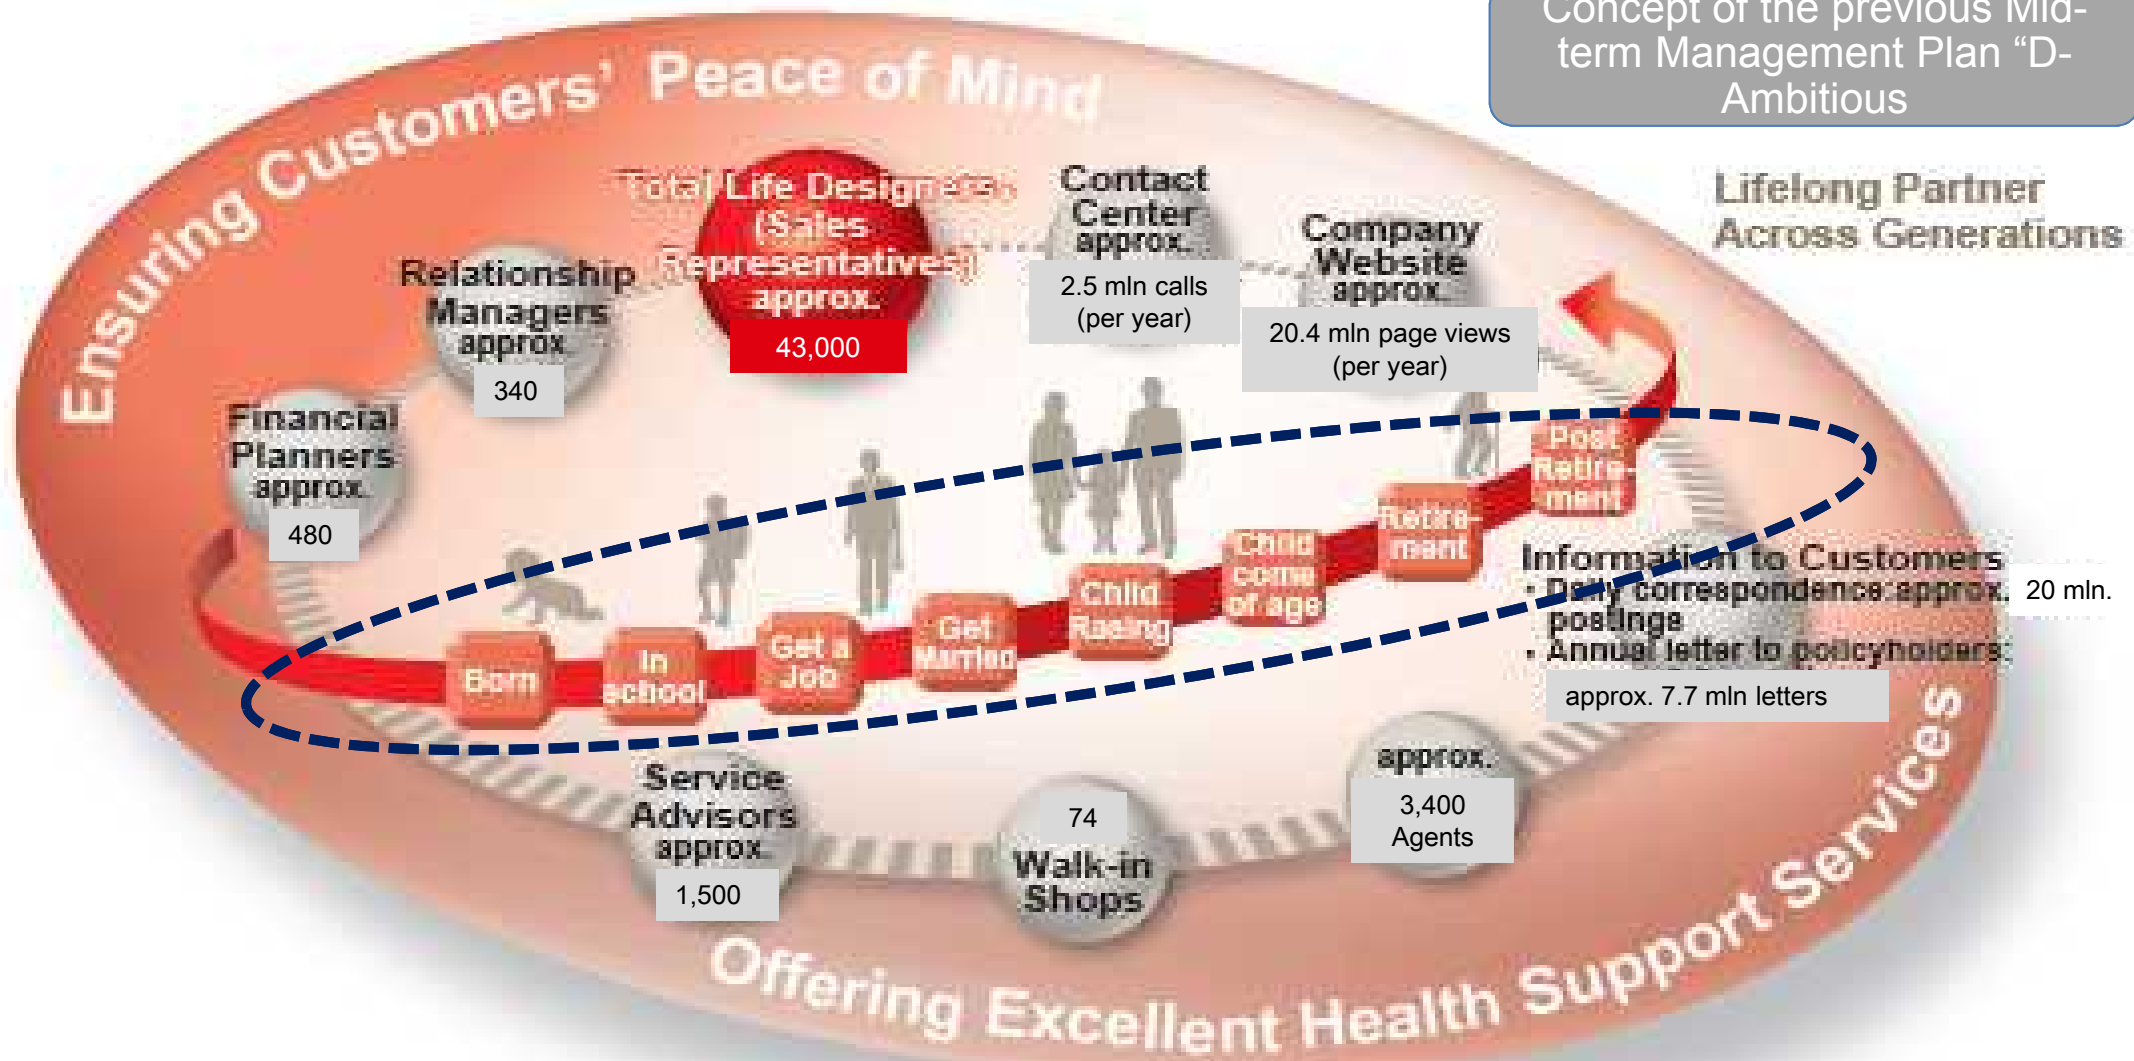 Concept of the previous Mid-
term Management Plan “D-
Ambitious
Ensuring Customers' Peace of Mind
Lifelong Partner
Across Generations
Total Life Designers
(Sales
Representatives)
approx.
43,000
Contact
Center
approx.
2.5 mln calls
(per year)
Company
Website
approx.
20.4 mln page views
(per year)
Relationship
Managers
approx.
340
Financial
Planners
approx.
480
Born
In
school
Get a
Job
Get
Married
Child
Rasing
Child
come
of age
Retire-
ment
Post
Retire-
ment
Information to Customers
・Daily correspondence:approx. 20 mln.
postings
・Annual letter to policyholders:
approx. 7.7 mln letters
Service
Advisors
approx.
1,500
74
Walk-in
Shops
approx.
3,400
Agents
Offering Excellent Health Support Services